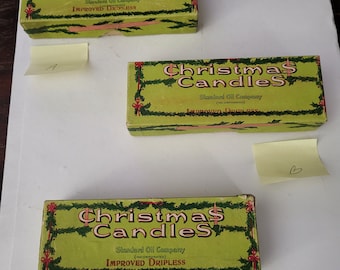 Standard Oil Company
IMPROVED DRIPLESS
A
ChristmaS
CandleS
Standard Oil Company
IMPROVED DRIPLESS
B
ChristmaS
CandleS
Standard Oil Company
IMPROVED DRIPLESS